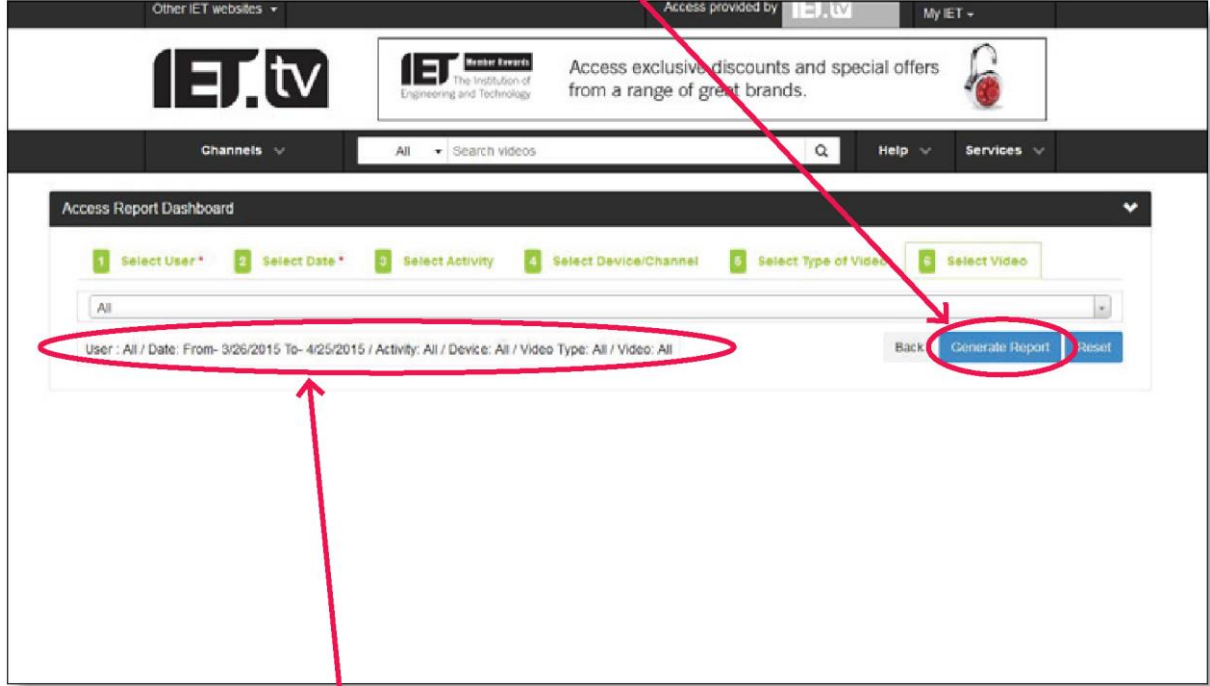 Other IET websites
Access provided by IET.tv
My IET
IET.tv
IET Member Rewards
The Institution of
Engineering and Technology
Access exclusive discounts and special offers
from a range of great brands.
Channels
All Search videos
Help
Services
Access Report Dashboard
1 Select User * 2 Select Date * 3 Select Activity 4 Select Device/Channel 5 Select Type of Video 6 Select Video
All
User : All / Date: From- 3/26/2015 To- 4/25/2015 / Activity: All / Device: All / Video Type: All / Video: All
Back Generate Report Reset